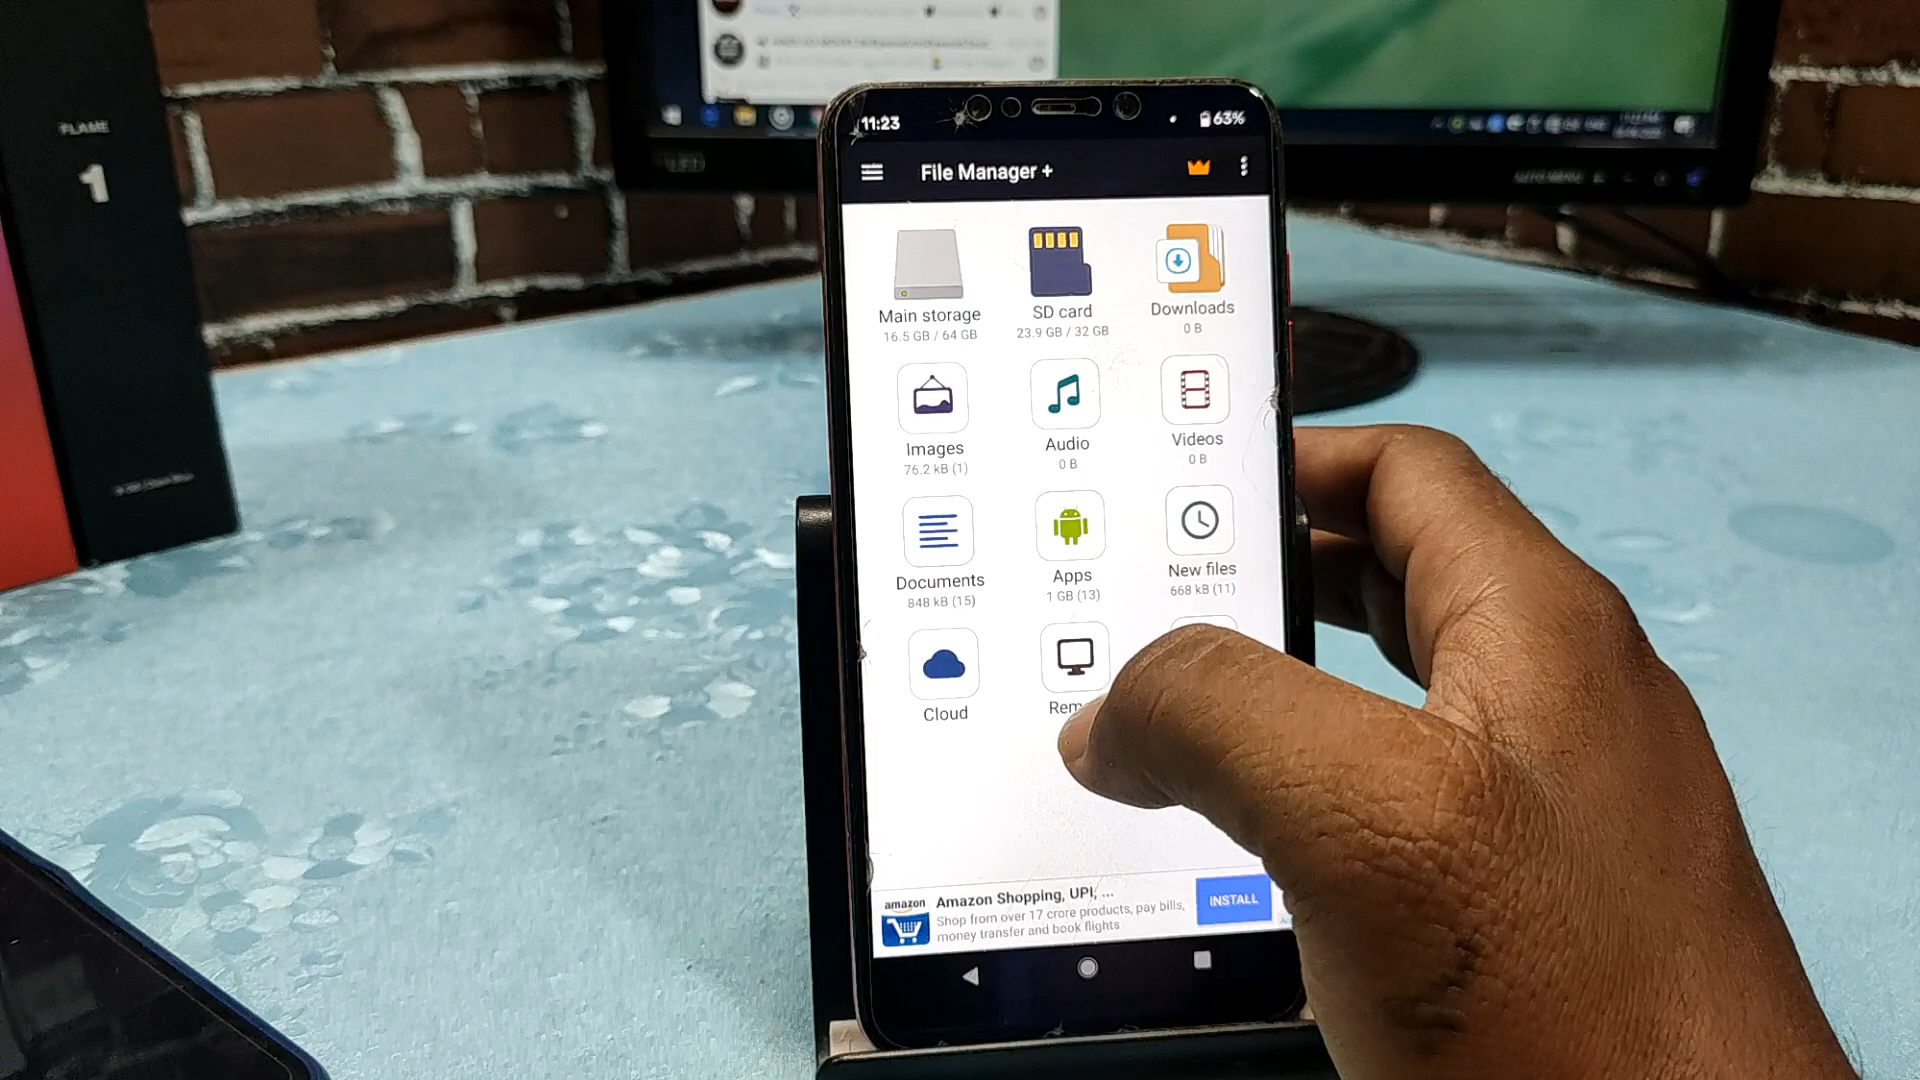 FLAME
1
11:23
63%
File Manager +
Main storage
16.5 GB / 64 GB
SD card
23.9 GB / 32 GB
Downloads
0 B
Images
76.2 kB (1)
Audio
0 B
Videos
0 B
Documents
848 kB (15)
Apps
1 GB (13)
New files
668 kB (11)
Cloud
Rem
amazon
Amazon Shopping, UPI, ...
Shop from over 17 crore products, pay bills,
money transfer and book flights
INSTALL